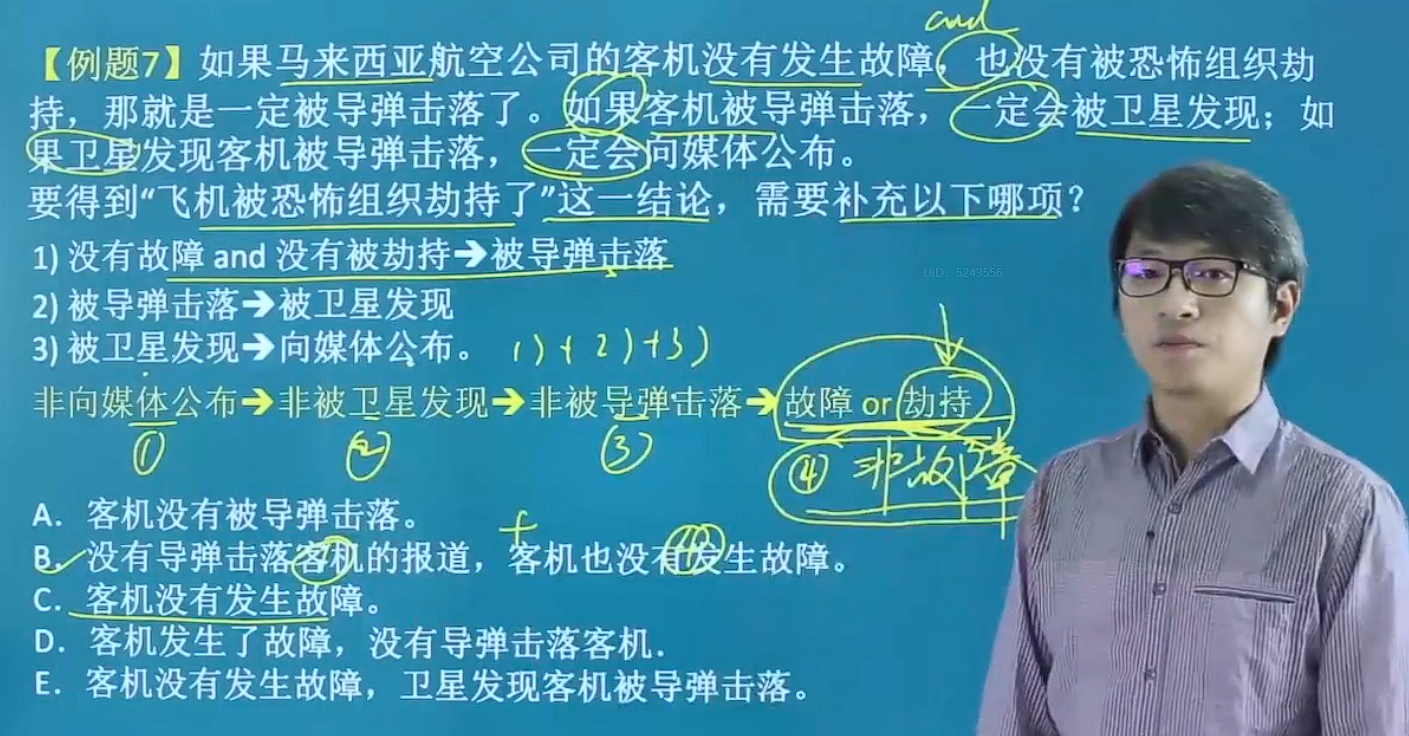 and
【例题7】如果马来西亚航空公司的客机没有发生故障，也没有被恐怖组织劫
持，那就是一定被导弹击落了。如果客机被导弹击落，一定会被卫星发现；如
果卫星发现客机被导弹击落，一定会向媒体公布。
要得到“飞机被恐怖组织劫持了”这一结论，需要补充以下哪项？
1) 没有故障 and 没有被劫持➔被导弹击落
UID: 5243556
2) 被导弹击落➔被卫星发现
3) 被卫星发现➔向媒体公布。 1)+2)+3)
非向媒体公布➔非被卫星发现➔非被导弹击落➔故障 or 劫持
① ② ③ ④ 非故障
A. 客机没有被导弹击落。
+
B. 没有导弹击落客机的报道，客机也没有发生故障。
C. 客机没有发生故障。
D. 客机发生了故障，没有导弹击落客机.
E. 客机没有发生故障，卫星发现客机被导弹击落。